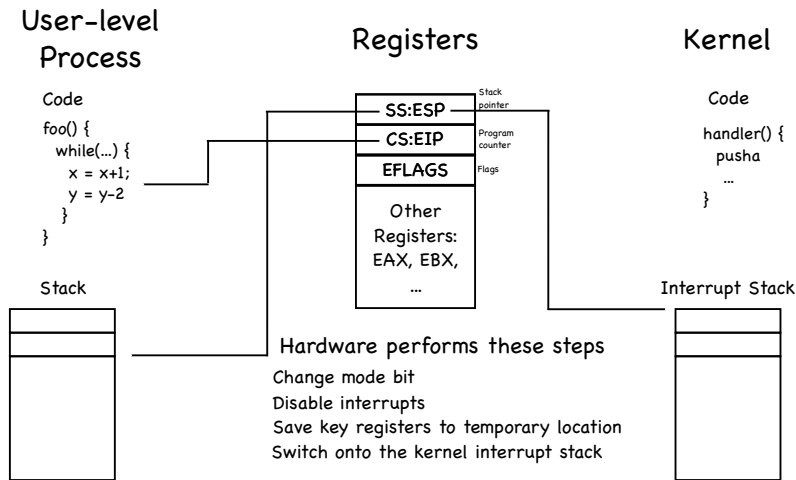 User-level
Process
Code
foo() {
while(...) {
x = x+1;
y = y-2
}
}
Stack
Registers
SS:ESP
Stack
pointer
CS:EIP
Program
counter
EFLAGS
Flags
Other
Registers:
EAX, EBX,
...
Kernel
Code
handler() {
pusha
...
}
Interrupt Stack
Hardware performs these steps
Change mode bit
Disable interrupts
Save key registers to temporary location
Switch onto the kernel interrupt stack